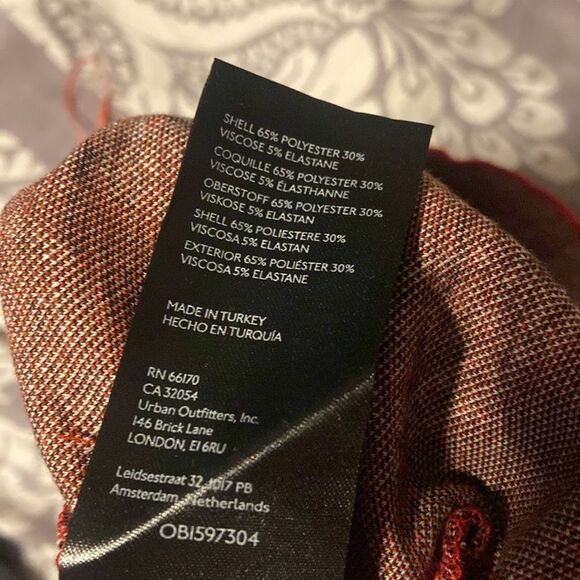 SHELL 65% POLYESTER 30%
VISCOSE 5% ELASTANE
COQUILLE 65% POLYESTER 30%
VISCOSE 5% ÉLASTHANNE
OBERSTOFF 65% POLYESTER 30%
VISKOSE 5% ELASTAN
SHELL 65% POLIESTERE 30%
VISCOSA 5% ELASTAN
EXTERIOR 65% POLIÉSTER 30%
VISCOSA 5% ELASTANE
MADE IN TURKEY
HECHO EN TURQUÍA
RN 66170
CA 32054
Urban Outfitters, Inc.
146 Brick Lane
LONDON, E1 6RU
Leidsestraat 32, 1017 PB
Amsterdam, Netherlands
OB1597304